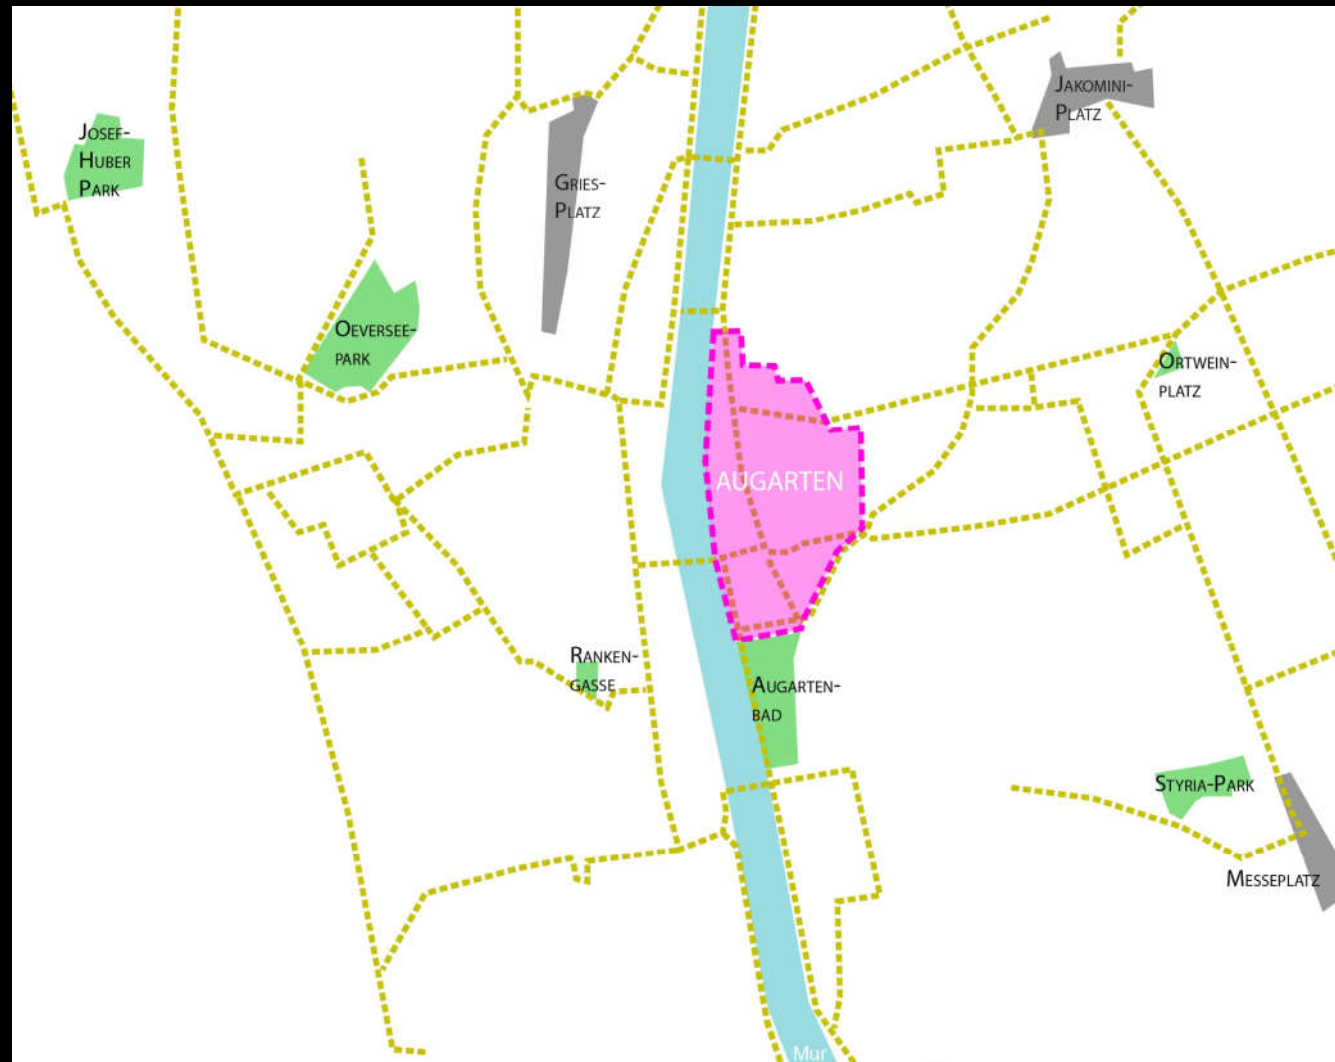 Jakomini-
Platz
Josef-
Huber
Park
Gries-
Platz
Oeversee-
park
Ortwein-
platz
AUGARTEN
Ranken-
gasse
Augarten-
bad
Styria-Park
Messeplatz
Mur